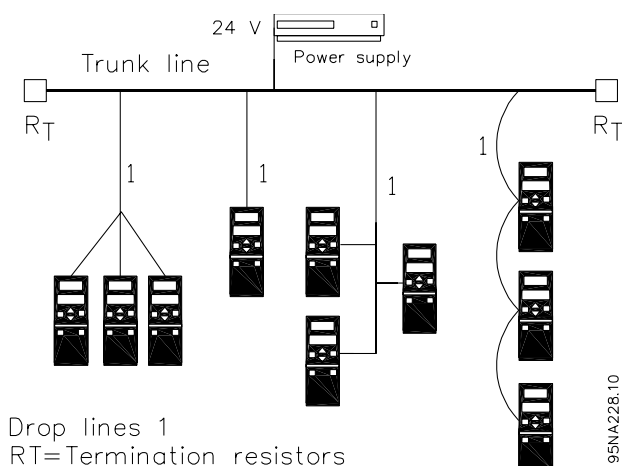 24 V
Power supply
Trunk line
RT
RT
1
1
1
1
Drop lines 1
RT=Termination resistors
95NA228.10